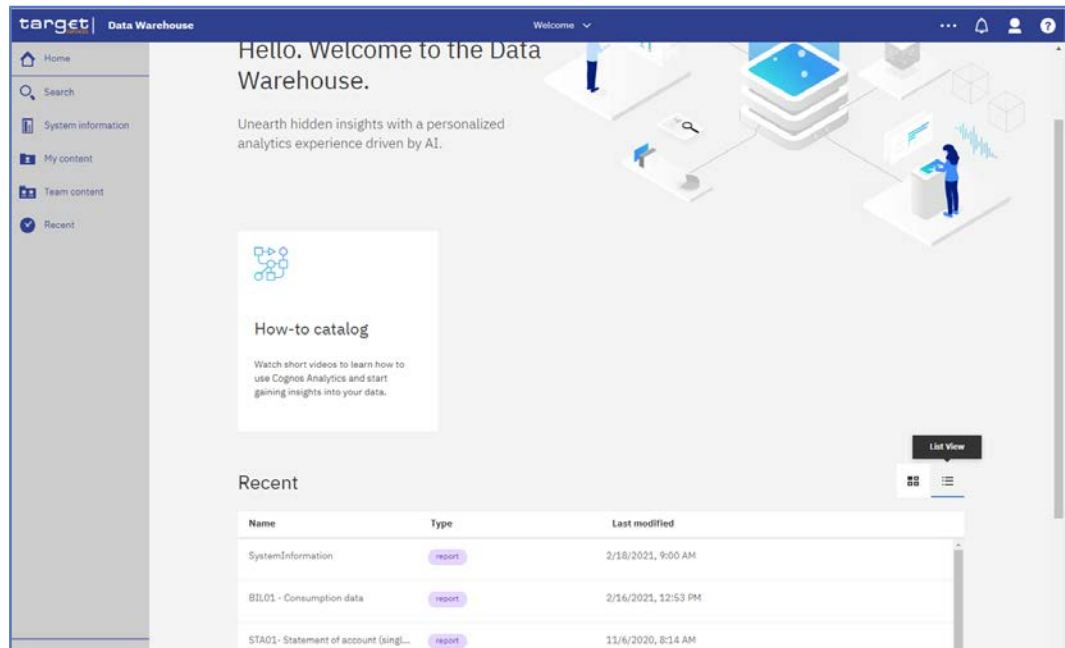 target | Data Warehouse
Welcome
?
Home
Search
System information
My content
Team content
Recent
Hello. Welcome to the Data
Warehouse.
Unearth hidden insights with a personalized
analytics experience driven by AI.
How-to catalog
Watch short videos to learn how to
use Cognos Analytics and start
gaining insights into your data.
List View
Recent
Name Type Last modified
SystemInformation report 2/18/2021, 9:00 AM
BIL01 - Consumption data report 2/16/2021, 12:53 PM
STA01- Statement of account (singl... report 11/6/2020, 8:14 AM